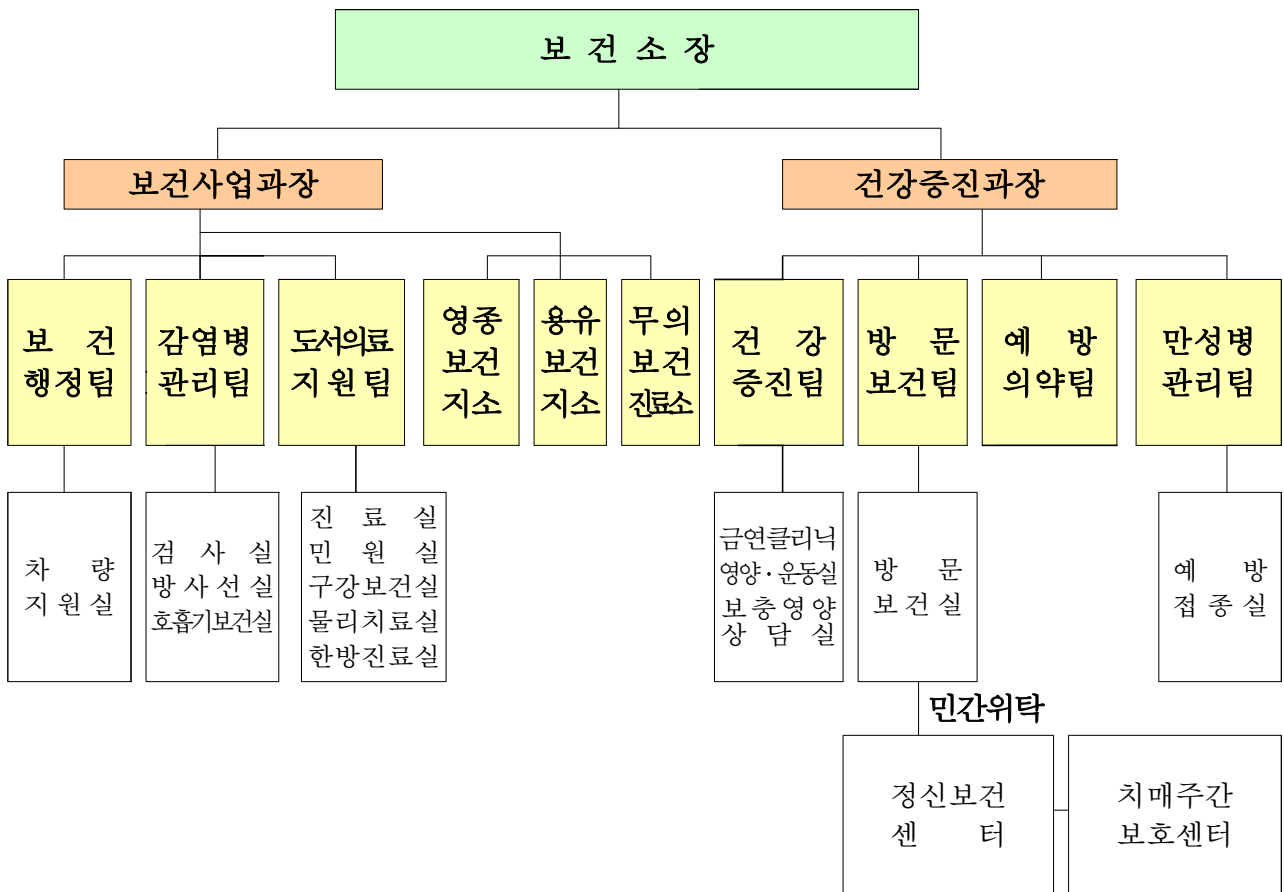 보 건 소 장
보건사업과장
건강증진과장
보 건
행정팀
감염병
관리팀
도서의료
지원팀
영종
보건
지소
용유
보건
지소
무의
보건
진료소
건 강
증진팀
방 문
보건팀
예 방
의약팀
만성병
관리팀
차 량
지원실
검 사 실
방사선실
호흡기보건실
진 료 실
민 원 실
구강보건실
물리치료실
한방진료실
금연클리닉
영양·운동실
보충영양
상 담 실
방 문
보건실
예 방
접종실
민간위탁
정신보건
센 터
치매주간
보호센터